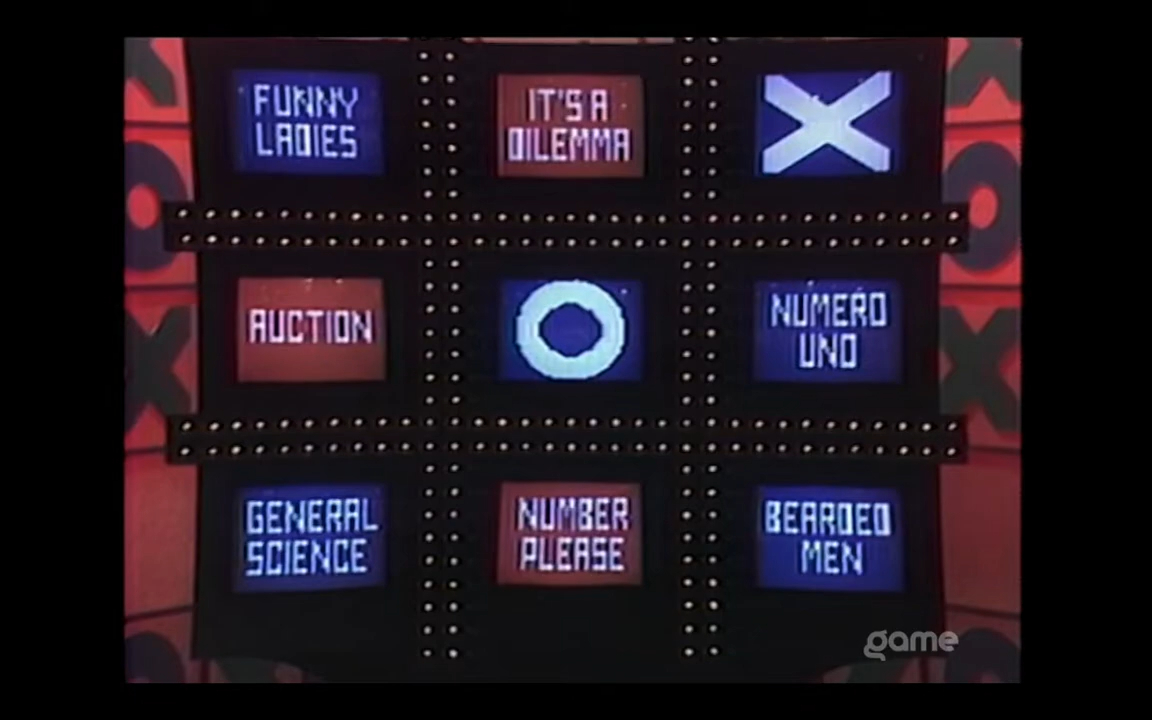 FUNNY
LADIES
IT'S A
DILEMMA
X
AUCTION
O
NUMERO
UNO
GENERAL
SCIENCE
NUMBER
PLEASE
BEARDED
MEN
game